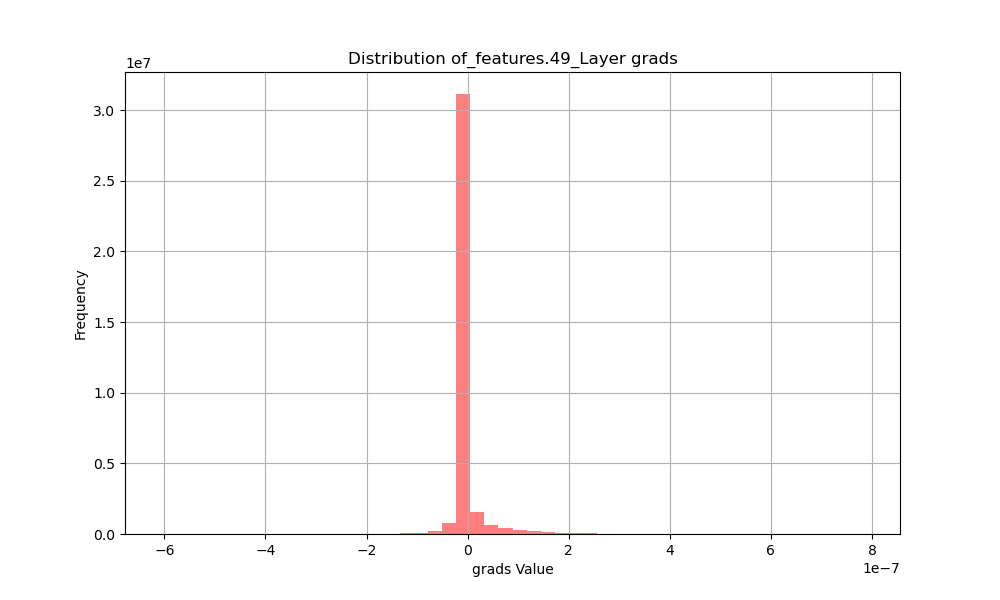 Distribution of_features.49_Layer grads
1e7
3.0
2.5
2.0
1.5
1.0
0.5
0.0
Frequency
−6 −4 −2 0 2 4 6 8
1e−7
grads Value